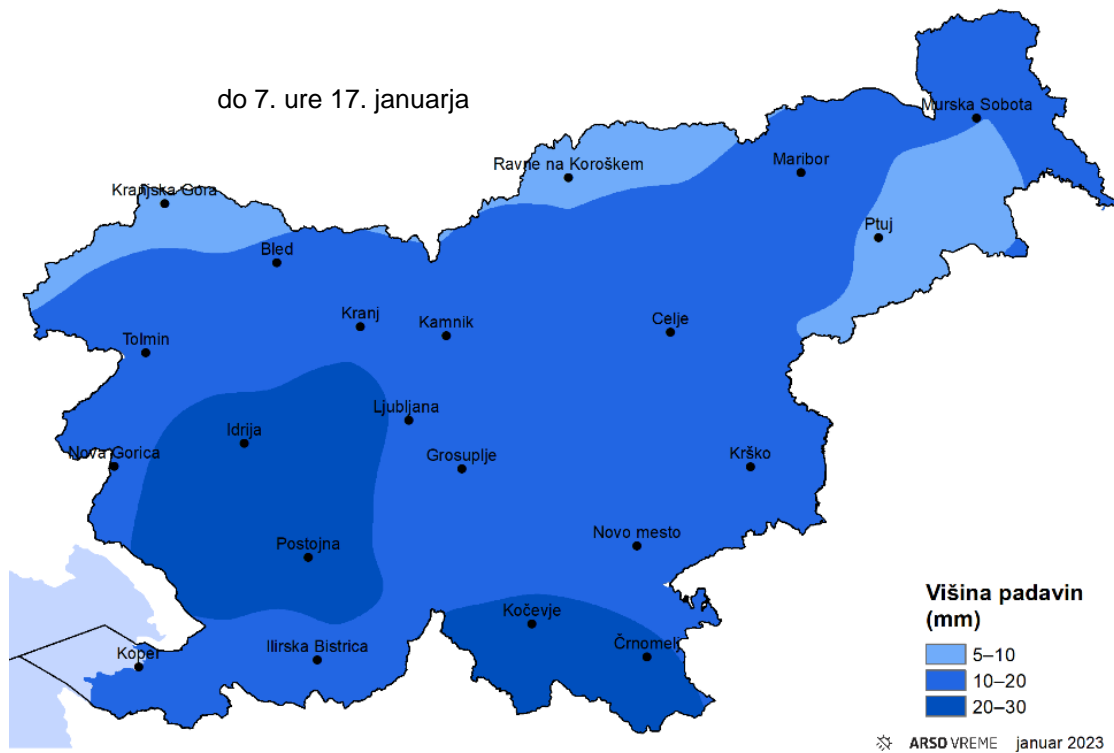 do 7. ure 17. januarja
Murska Sobota
Ravne na Koroškem
Maribor
Kranjska Gora
Ptuj
Bled
Kranj
Kamnik
Celje
Tolmin
Ljubljana
Idrija
Nova Gorica
Grosuplje
Krško
Novo mesto
Postojna
Kočevje
Koper
Ilirska Bistrica
Črnomelj
Višina padavin
(mm)
5–10
10–20
20–30
ARSO VREME januar 2023